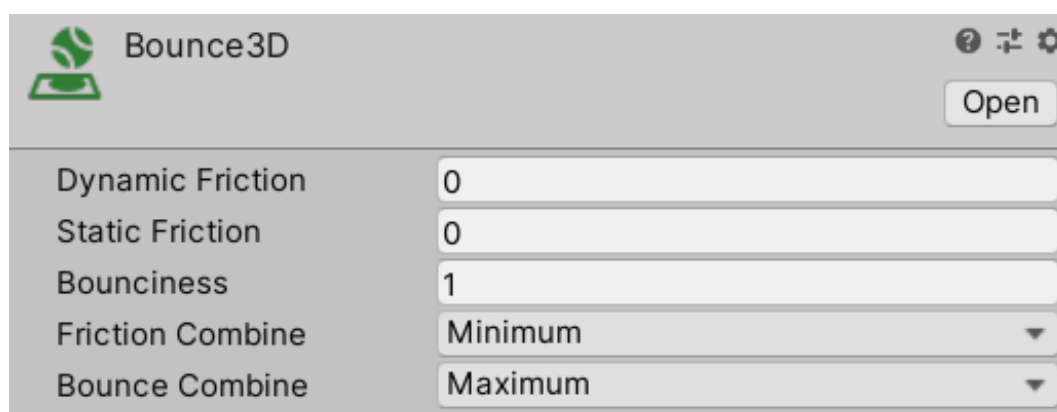 Bounce3D
Open
Dynamic Friction 0
Static Friction 0
Bounciness 1
Friction Combine Minimum
Bounce Combine Maximum